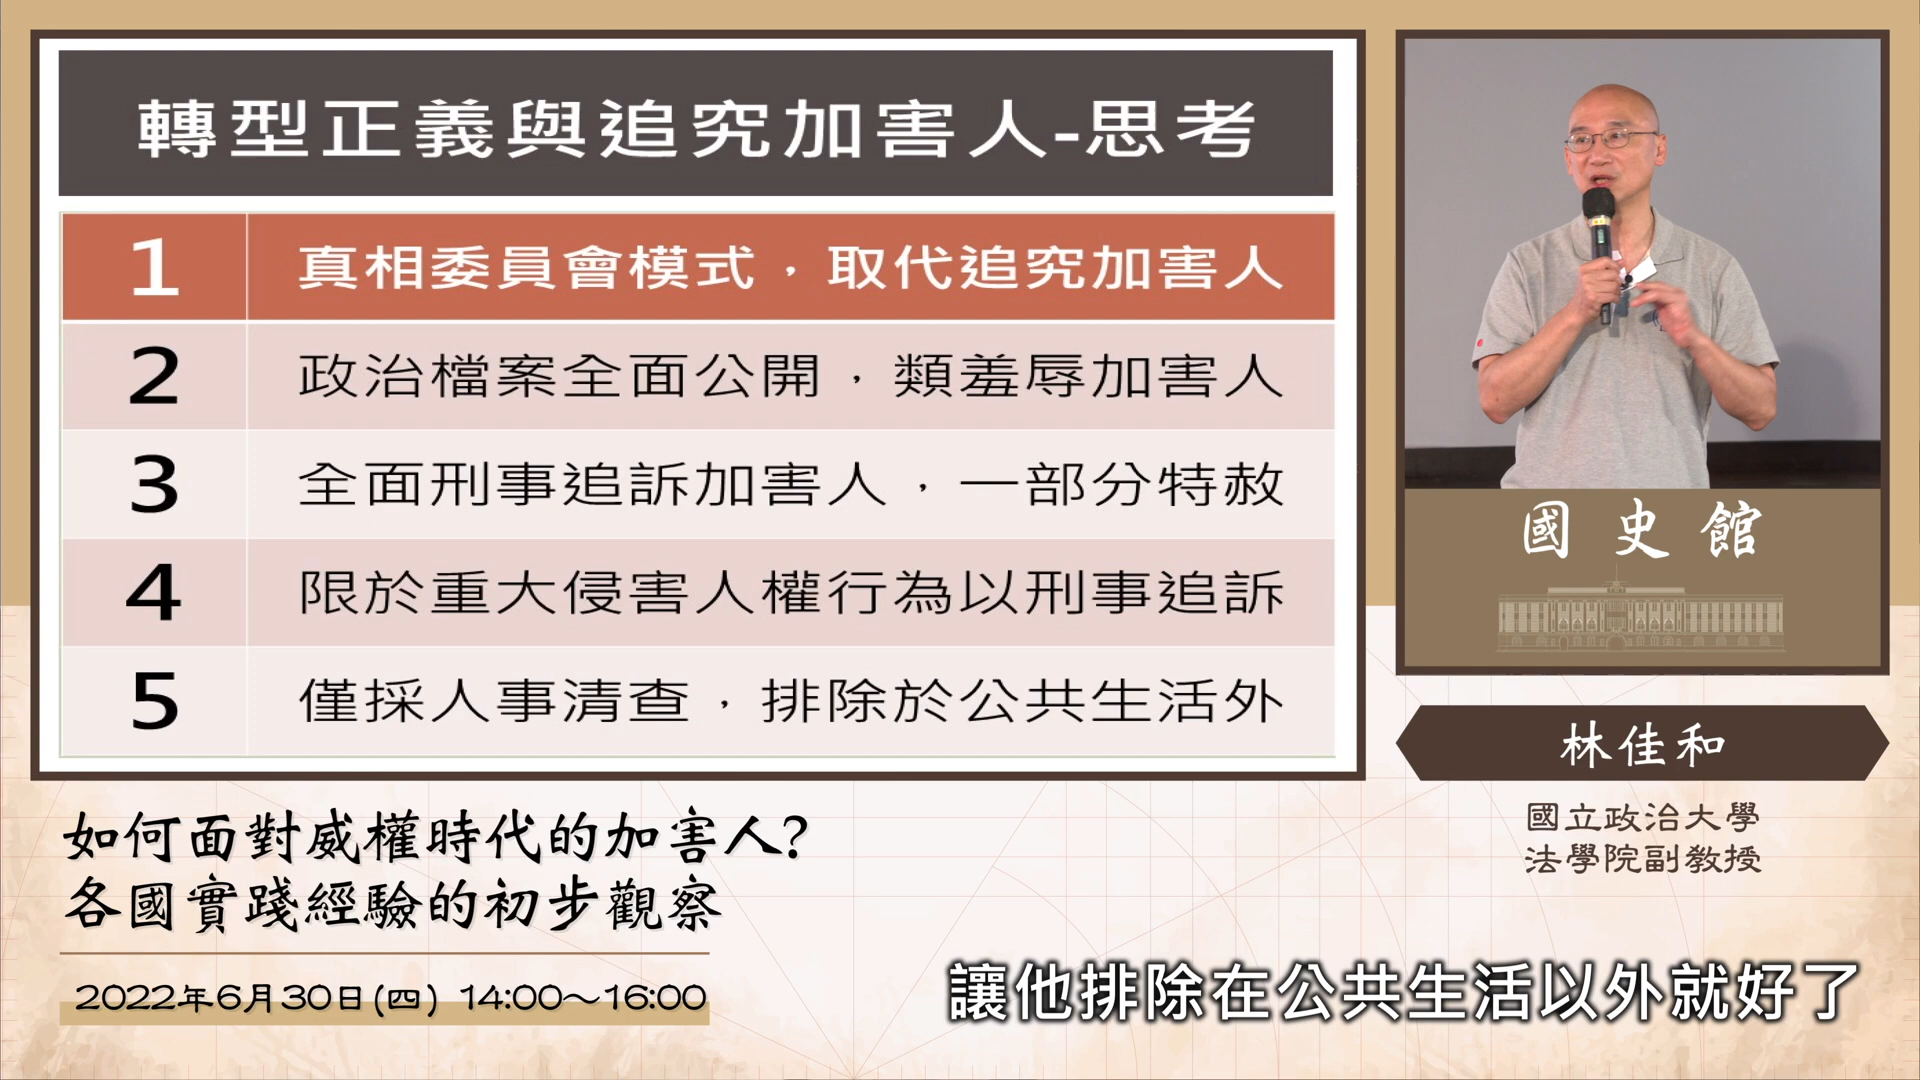 轉型正義與追究加害人-思考
1 真相委員會模式，取代追究加害人
2 政治檔案全面公開，類羞辱加害人
3 全面刑事追訴加害人，一部分特赦
4 限於重大侵害人權行為以刑事追訴
5 僅採人事清查，排除於公共生活外
國史館
林佳和
國立政治大學
法學院副教授
如何面對威權時代的加害人?
各國實踐經驗的初步觀察
2022年6月30日(四) 14:00~16:00
讓他排除在公共生活以外就好了